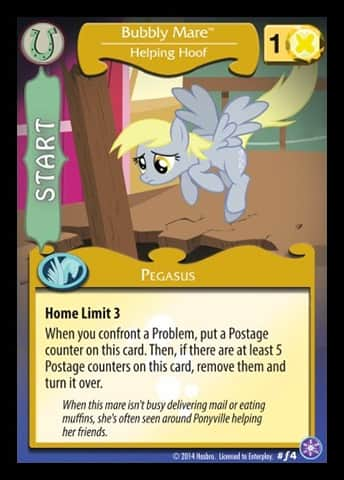 Bubbly Mare™
Helping Hoof
1
START
PEGASUS
Home Limit 3
When you confront a Problem, put a Postage
counter on this card. Then, if there are at least 5
Postage counters on this card, remove them and
turn it over.
When this mare isn't busy delivering mail or eating
muffins, she's often seen around Ponyville helping
her friends.
© 2014 Hasbro. Licensed to Enterplay. #ƒ4